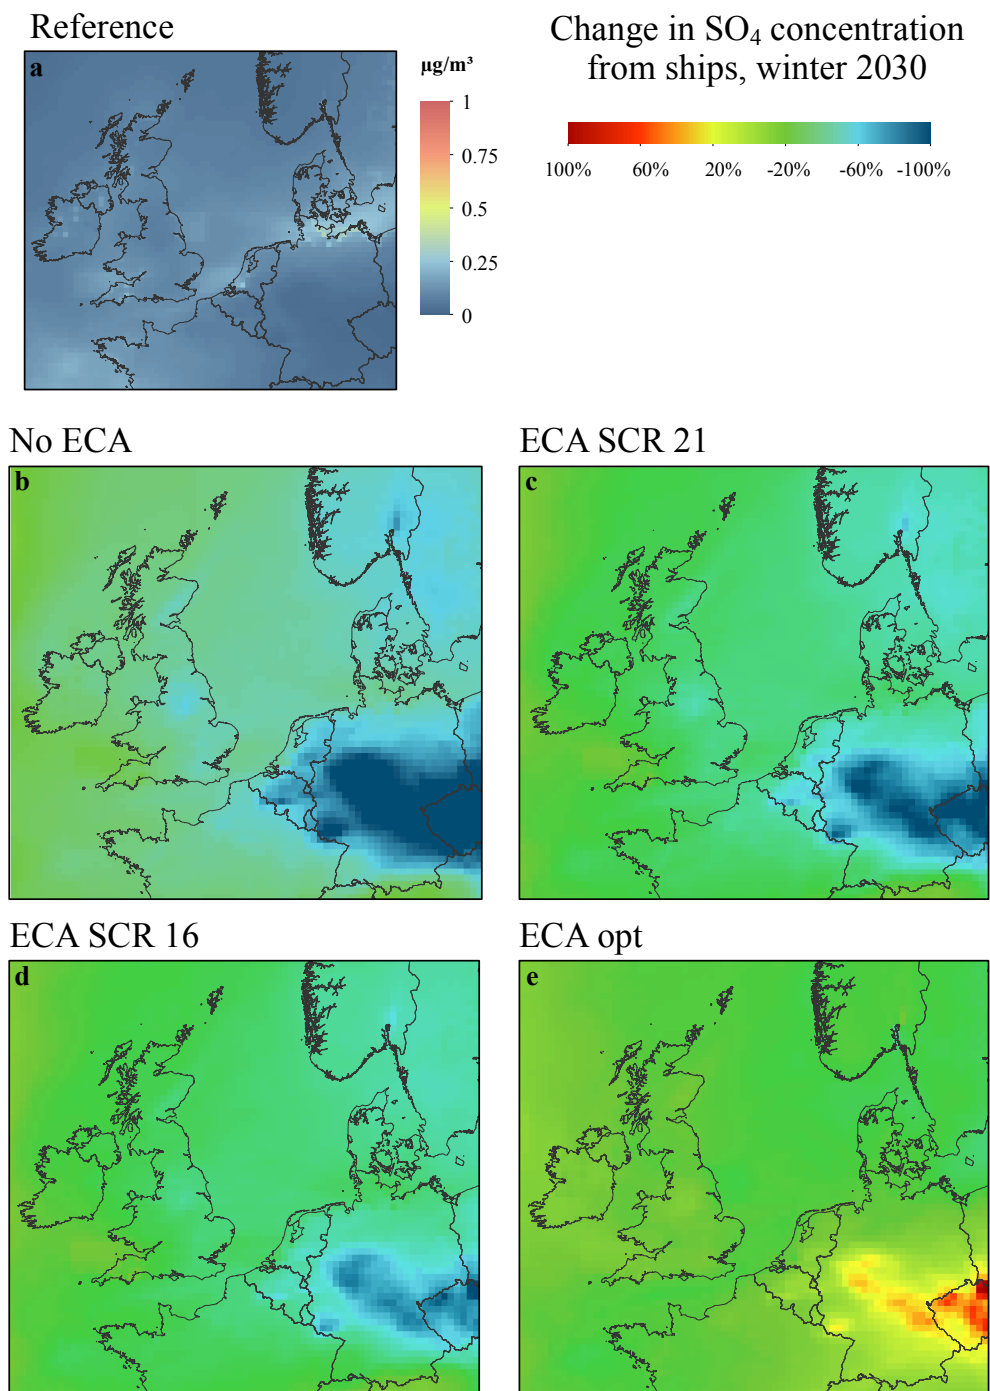 Reference
Change in SO₄ concentration
from ships, winter 2030
a
µg/m³
1
0.75
0.5
0.25
0
100% 60% 20% -20% -60% -100%
No ECA
ECA SCR 21
b
c
ECA SCR 16
ECA opt
d
e